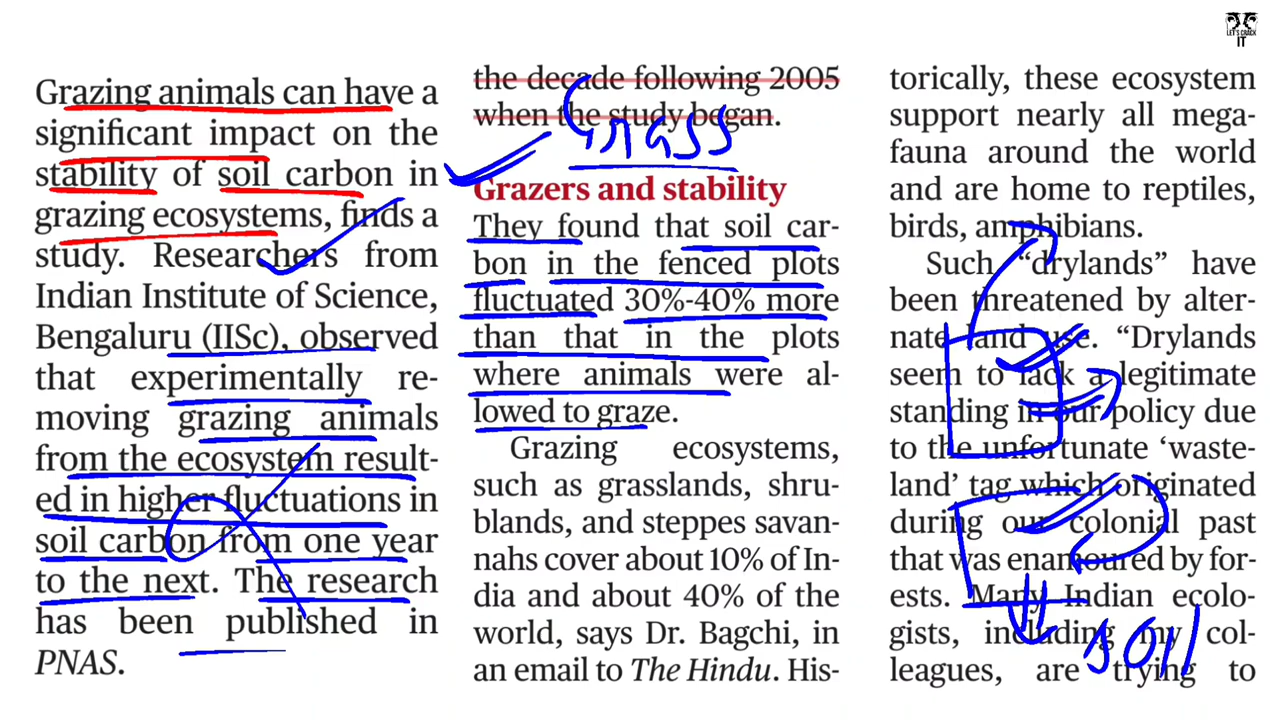 LET'S CRACK
IT
Grazing animals can have a
significant impact on the
stability of soil carbon in
grazing ecosystems, finds a
study. Researchers from
Indian Institute of Science,
Bengaluru (IISc), observed
that experimentally re-
moving grazing animals
from the ecosystem result-
ed in higher fluctuations in
soil carbon from one year
to the next. The research
has been published in
PNAS.
the decade following 2005
when the study began.
Grass
Grazers and stability
They found that soil car-
bon in the fenced plots
fluctuated 30%-40% more
than that in the plots
where animals were al-
lowed to graze.
Grazing ecosystems,
such as grasslands, shru-
blands, and steppes savan-
nahs cover about 10% of In-
dia and about 40% of the
world, says Dr. Bagchi, in
an email to The Hindu. His-
torically, these ecosystem
support nearly all mega-
fauna around the world
and are home to reptiles,
birds, amphibians.
Such “drylands” have
been threatened by alter-
nate land use. “Drylands
seem to lack a legitimate
standing in our policy due
to the unfortunate ‘waste-
land’ tag which originated
during our colonial past
that was enamoured by for-
ests. Many Indian ecolo-
gists, including my col-
leagues, are trying to
soil